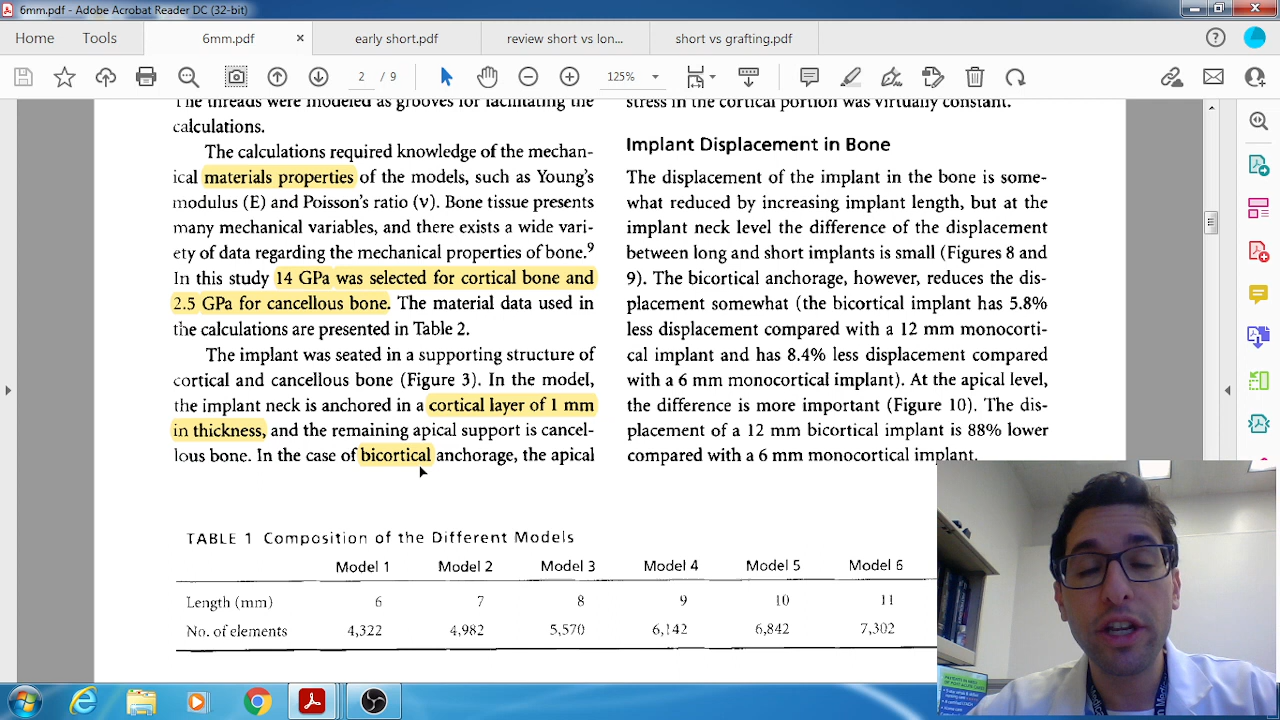 6mm.pdf - Adobe Acrobat Reader DC (32-bit)
Home
Tools
6mm.pdf
early short.pdf
review short vs lon...
short vs grafting.pdf
2 / 9
125%
The threads were modeled as grooves for facilitating the
calculations.
The calculations required knowledge of the mechan-
ical materials properties of the models, such as Young's
modulus (E) and Poisson's ratio (ν). Bone tissue presents
many mechanical variables, and there exists a wide vari-
ety of data regarding the mechanical properties of bone.9
In this study 14 GPa was selected for cortical bone and
2.5 GPa for cancellous bone. The material data used in
the calculations are presented in Table 2.
The implant was seated in a supporting structure of
cortical and cancellous bone (Figure 3). In the model,
the implant neck is anchored in a cortical layer of 1 mm
in thickness, and the remaining apical support is cancel-
lous bone. In the case of bicortical anchorage, the apical
stress in the cortical portion was virtually constant.
Implant Displacement in Bone
The displacement of the implant in the bone is some-
what reduced by increasing implant length, but at the
implant neck level the difference of the displacement
between long and short implants is small (Figures 8 and
9). The bicortical anchorage, however, reduces the dis-
placement somewhat (the bicortical implant has 5.8%
less displacement compared with a 12 mm monocorti-
cal implant and has 8.4% less displacement compared
with a 6 mm monocortical implant). At the apical level,
the difference is more important (Figure 10). The dis-
placement of a 12 mm bicortical implant is 88% lower
compared with a 6 mm monocortical implant.
TABLE 1 Composition of the Different Models
Model 1 Model 2 Model 3 Model 4 Model 5 Model 6
Length (mm) 6 7 8 9 10 11
No. of elements 4,322 4,982 5,570 6,142 6,842 7,302